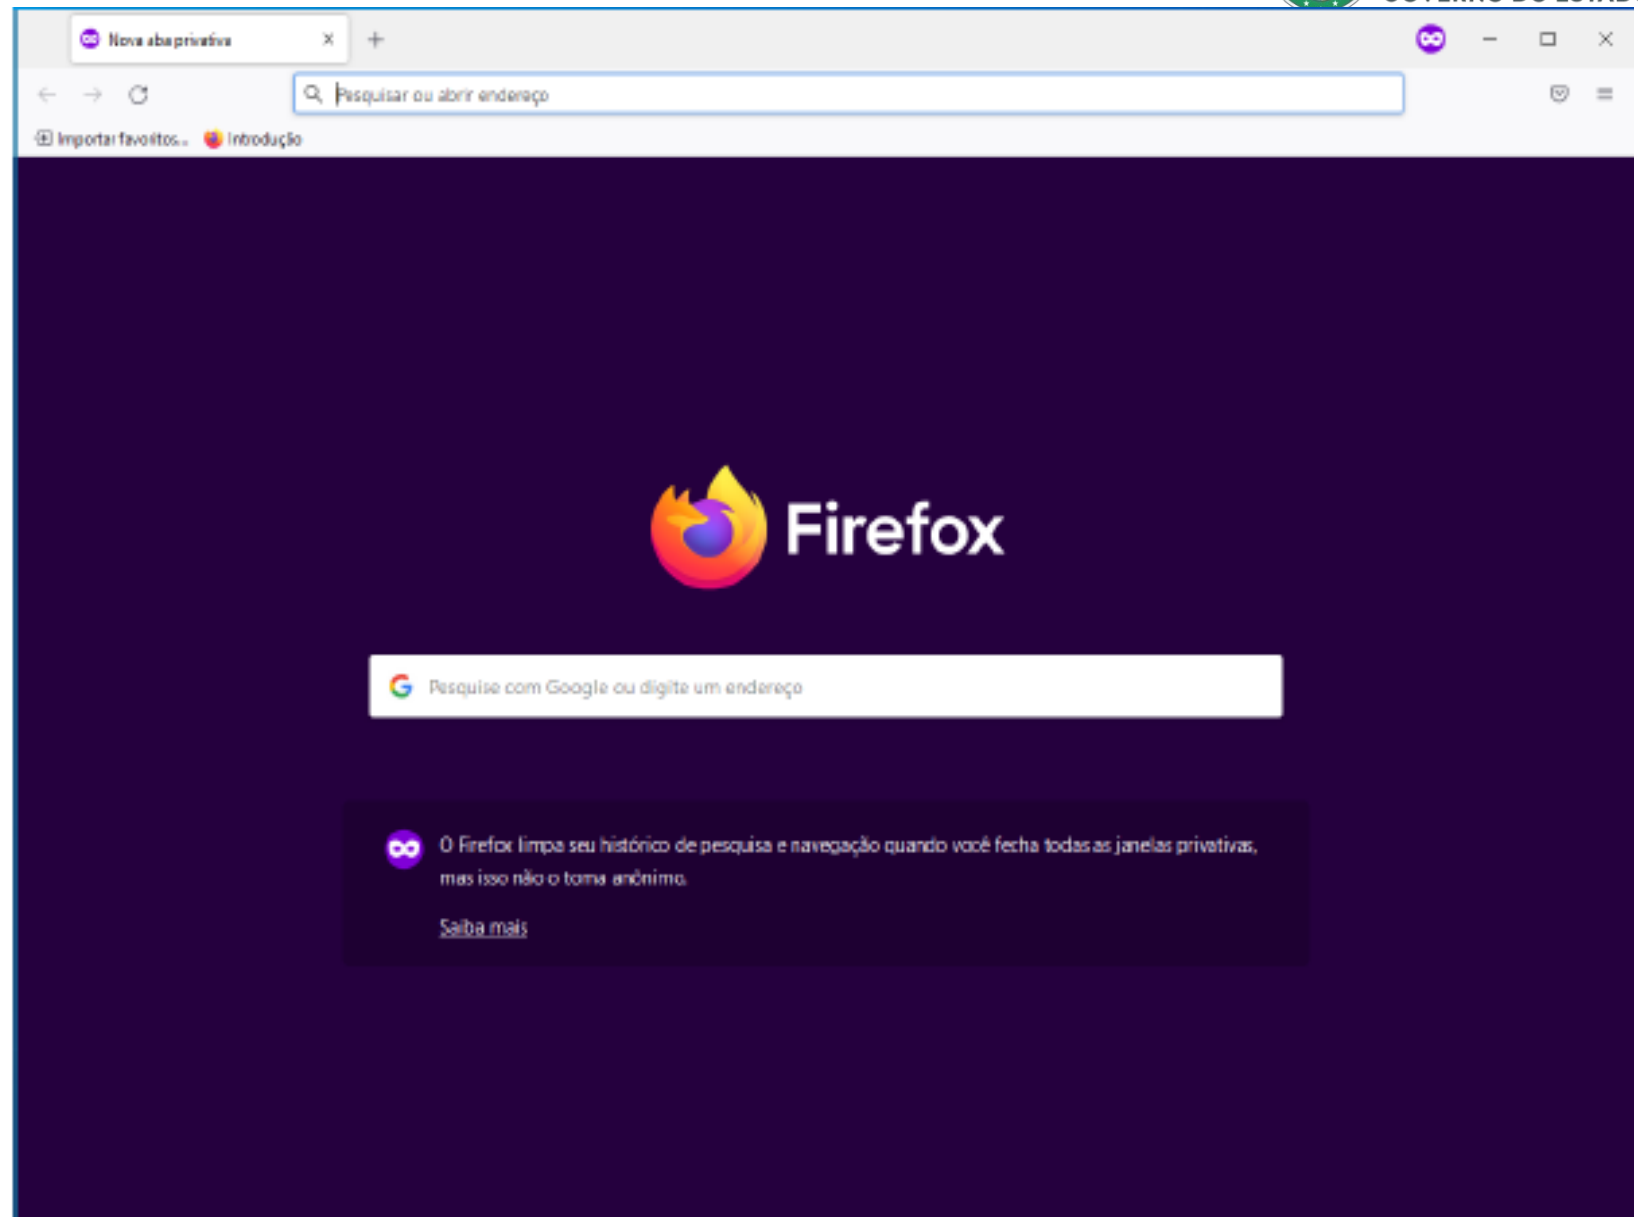 Nova aba privativa
Pesquisar ou abrir endereço
Importar favoritos... Introdução
Firefox
Pesquise com Google ou digite um endereço
O Firefox limpa seu histórico de pesquisa e navegação quando você fecha todas as janelas privativas,
mas isso não o torna anônimo.
Saiba mais